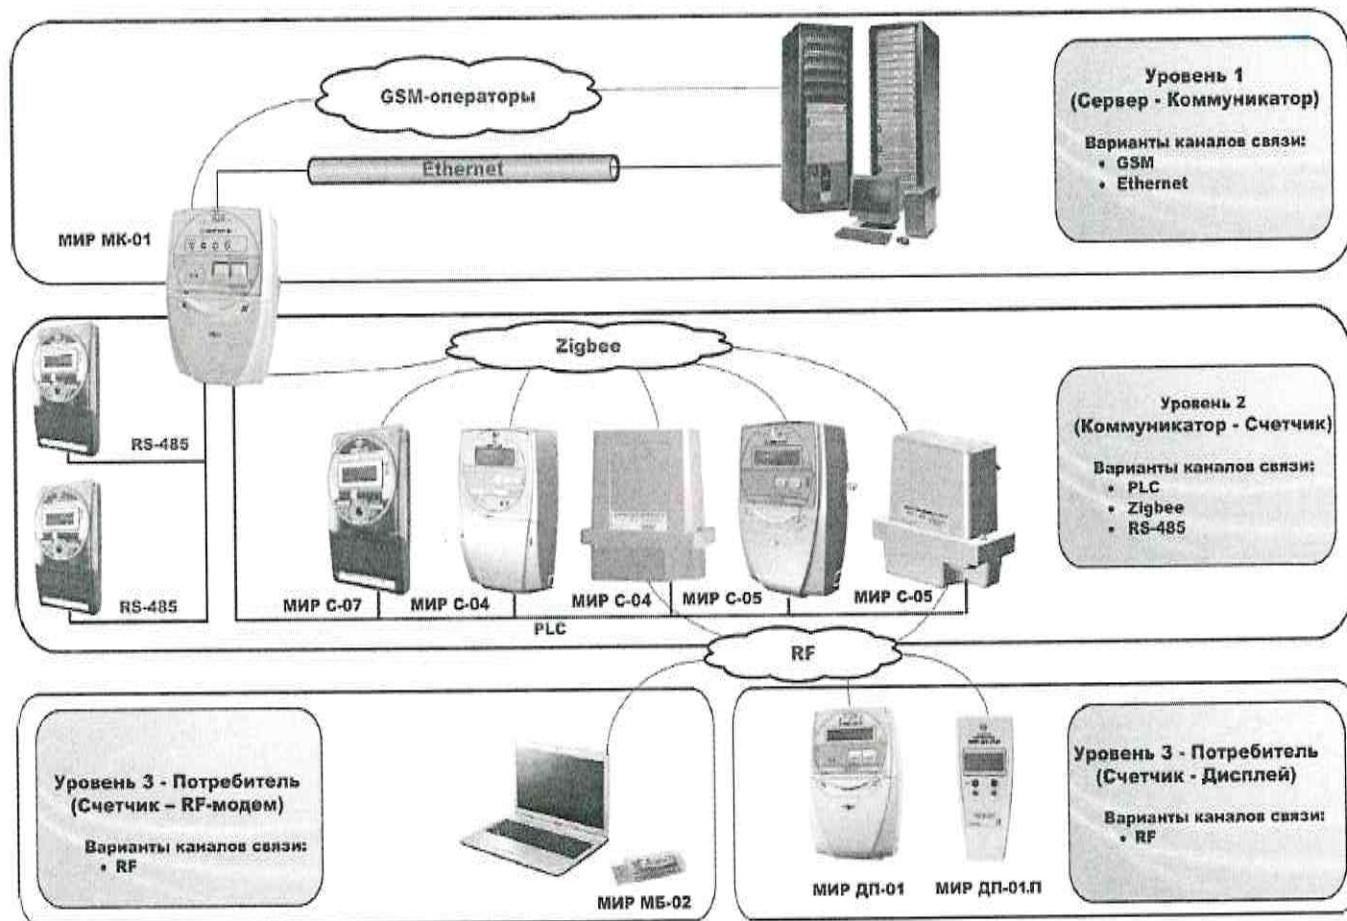 GSM-операторы
Ethernet
МИР МК-01
Уровень 1
(Сервер - Коммуникатор)
Варианты каналов связи:
• GSM
• Ethernet
Zigbee
RS-485
RS-485
МИР С-07
МИР С-04
МИР С-04
МИР С-05
МИР С-05
PLC
Уровень 2
(Коммуникатор - Счетчик)
Варианты каналов связи:
• PLC
• Zigbee
• RS-485
RF
Уровень 3 - Потребитель
(Счетчик – RF-модем)
Варианты каналов связи:
• RF
МИР МБ-02
МИР ДП-01
МИР ДП-01.П
Уровень 3 - Потребитель
(Счетчик - Дисплей)
Варианты каналов связи:
• RF